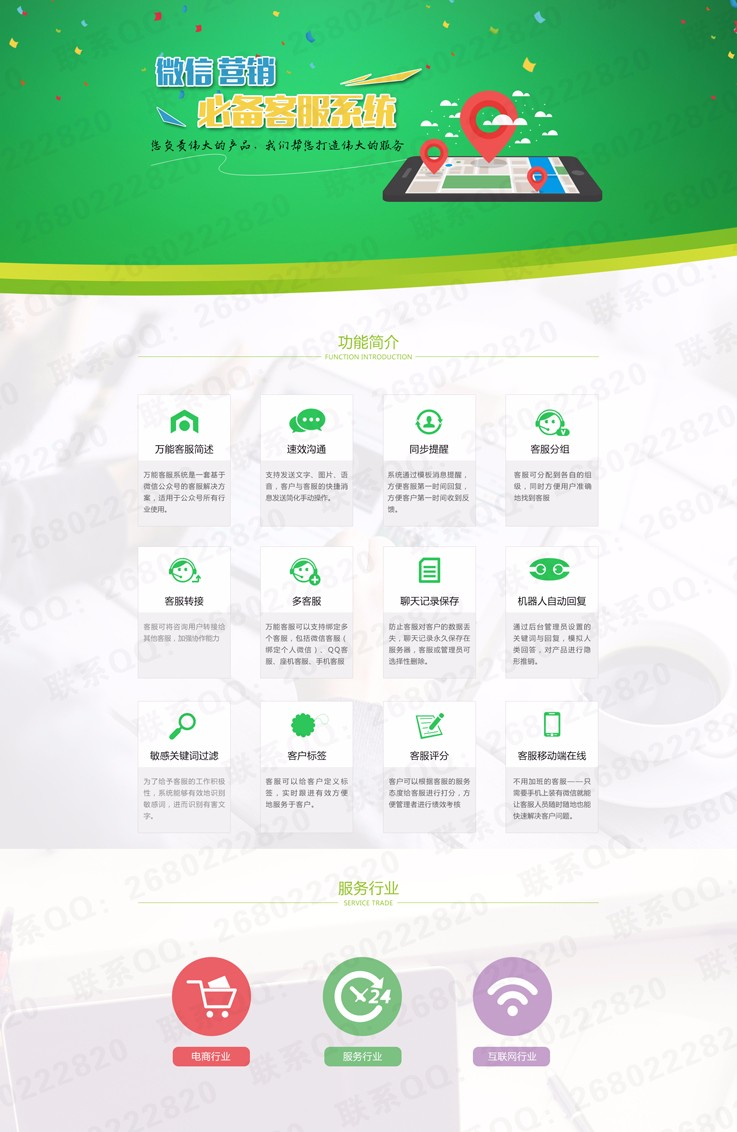 微信 营销
必备客服系统
您负责伟大的产品，我们帮您打造伟大的服务
功能简介
FUNCTION INTRODUCTION
万能客服简述
万能客服系统是一套基于
微信公众号的客服解决方
案，适用于公众号所有行
业使用。
速效沟通
支持发送文字、图片、语
音，客户与客服的快捷消
息发送简化手动操作。
同步提醒
系统通过模板消息提醒，
方便客服第一时间回复，
方便客户第一时间收到反
馈。
客服分组
客服可分配到各自的组
级，同时方便用户准确
地找到客服
客服转接
客服可将咨询用户转接给
其他客服，加强协作能力
多客服
万能客服可以支持绑定多
个客服，包括微信客服（
绑定个人微信）、QQ客
服、座机客服、手机客服
聊天记录保存
防止客服对客户的数据丢
失，聊天记录永久保存在
服务器，客服或管理员可
选择性删除。
机器人自动回复
通过后台管理员设置的
关键词与回复，模拟人
类回答，对产品进行隐
形推销。
敏感关键词过滤
为了给予客服的工作积极
性，系统能够有效地识别
敏感词，进而识别有害文
字。
客户标签
客服可以给客户定义标
签，实时跟进有效方便
地服务于客户。
客服评分
客户可以根据客服的服务
态度给客服进行打分，方
便管理者进行绩效考核
客服移动端在线
不用加班的客服——只
需要手机上装有微信就能
让客服人员随时随地也能
快速解决客户问题。
服务行业
SERVICE TRADE
24
电商行业
服务行业
互联网行业
联系QQ：2680222820